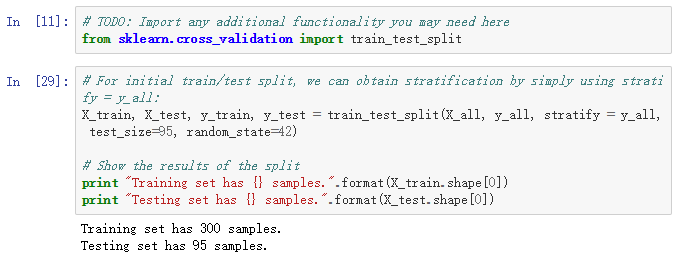 In [11]: # TODO: Import any additional functionality you may need here
from sklearn.cross_validation import train_test_split
In [29]: # For initial train/test split, we can obtain stratification by simply using strati
fy = y_all:
X_train, X_test, y_train, y_test = train_test_split(X_all, y_all, stratify = y_all,
test_size=95, random_state=42)
# Show the results of the split
print "Training set has {} samples.".format(X_train.shape[0])
print "Testing set has {} samples.".format(X_test.shape[0])
Training set has 300 samples.
Testing set has 95 samples.